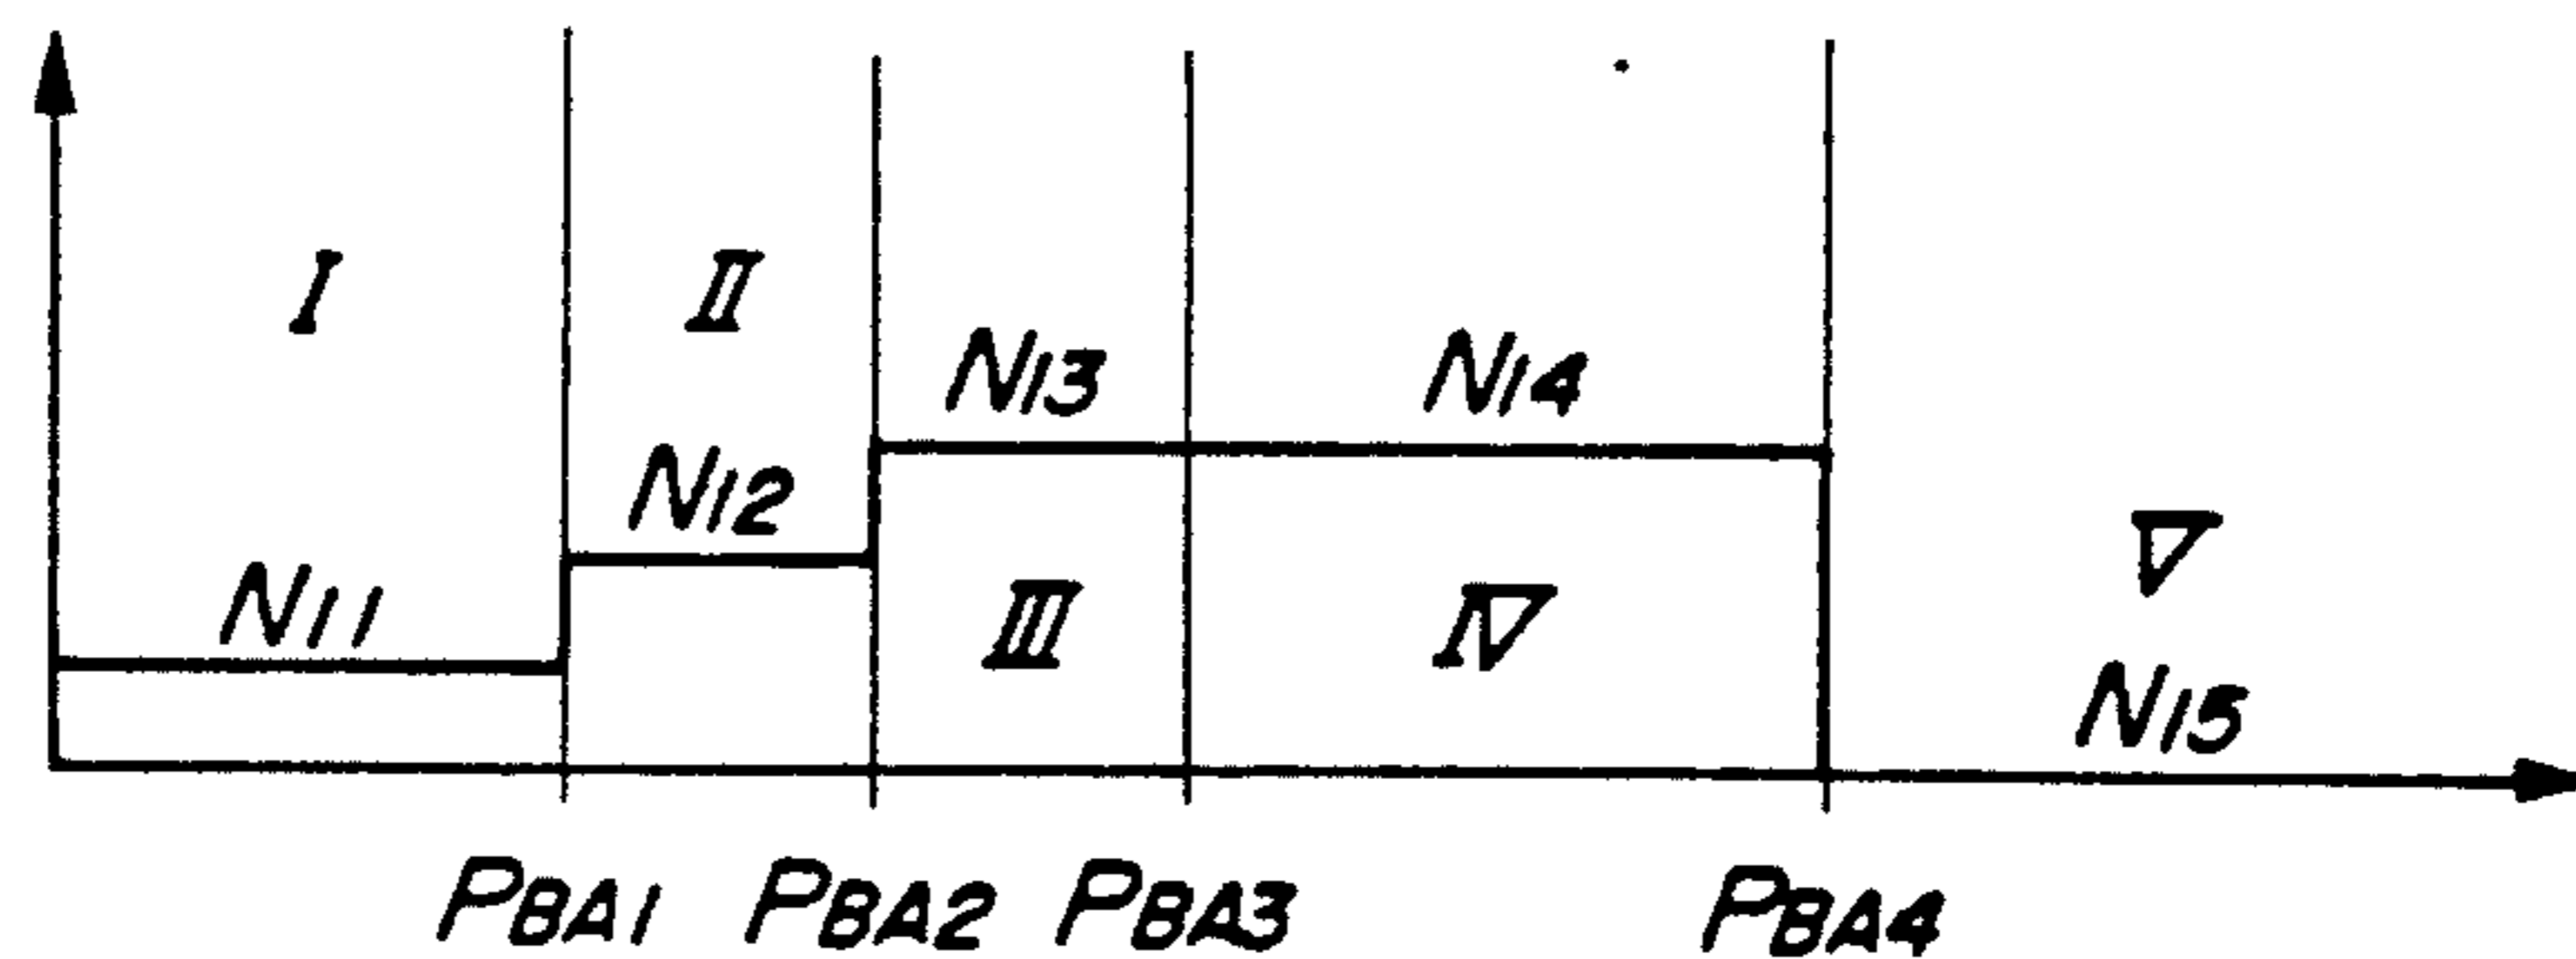 I II
N13 N14
N12
V
N11 III IV
N15
PBA1 PBA2 PBA3 PBA4